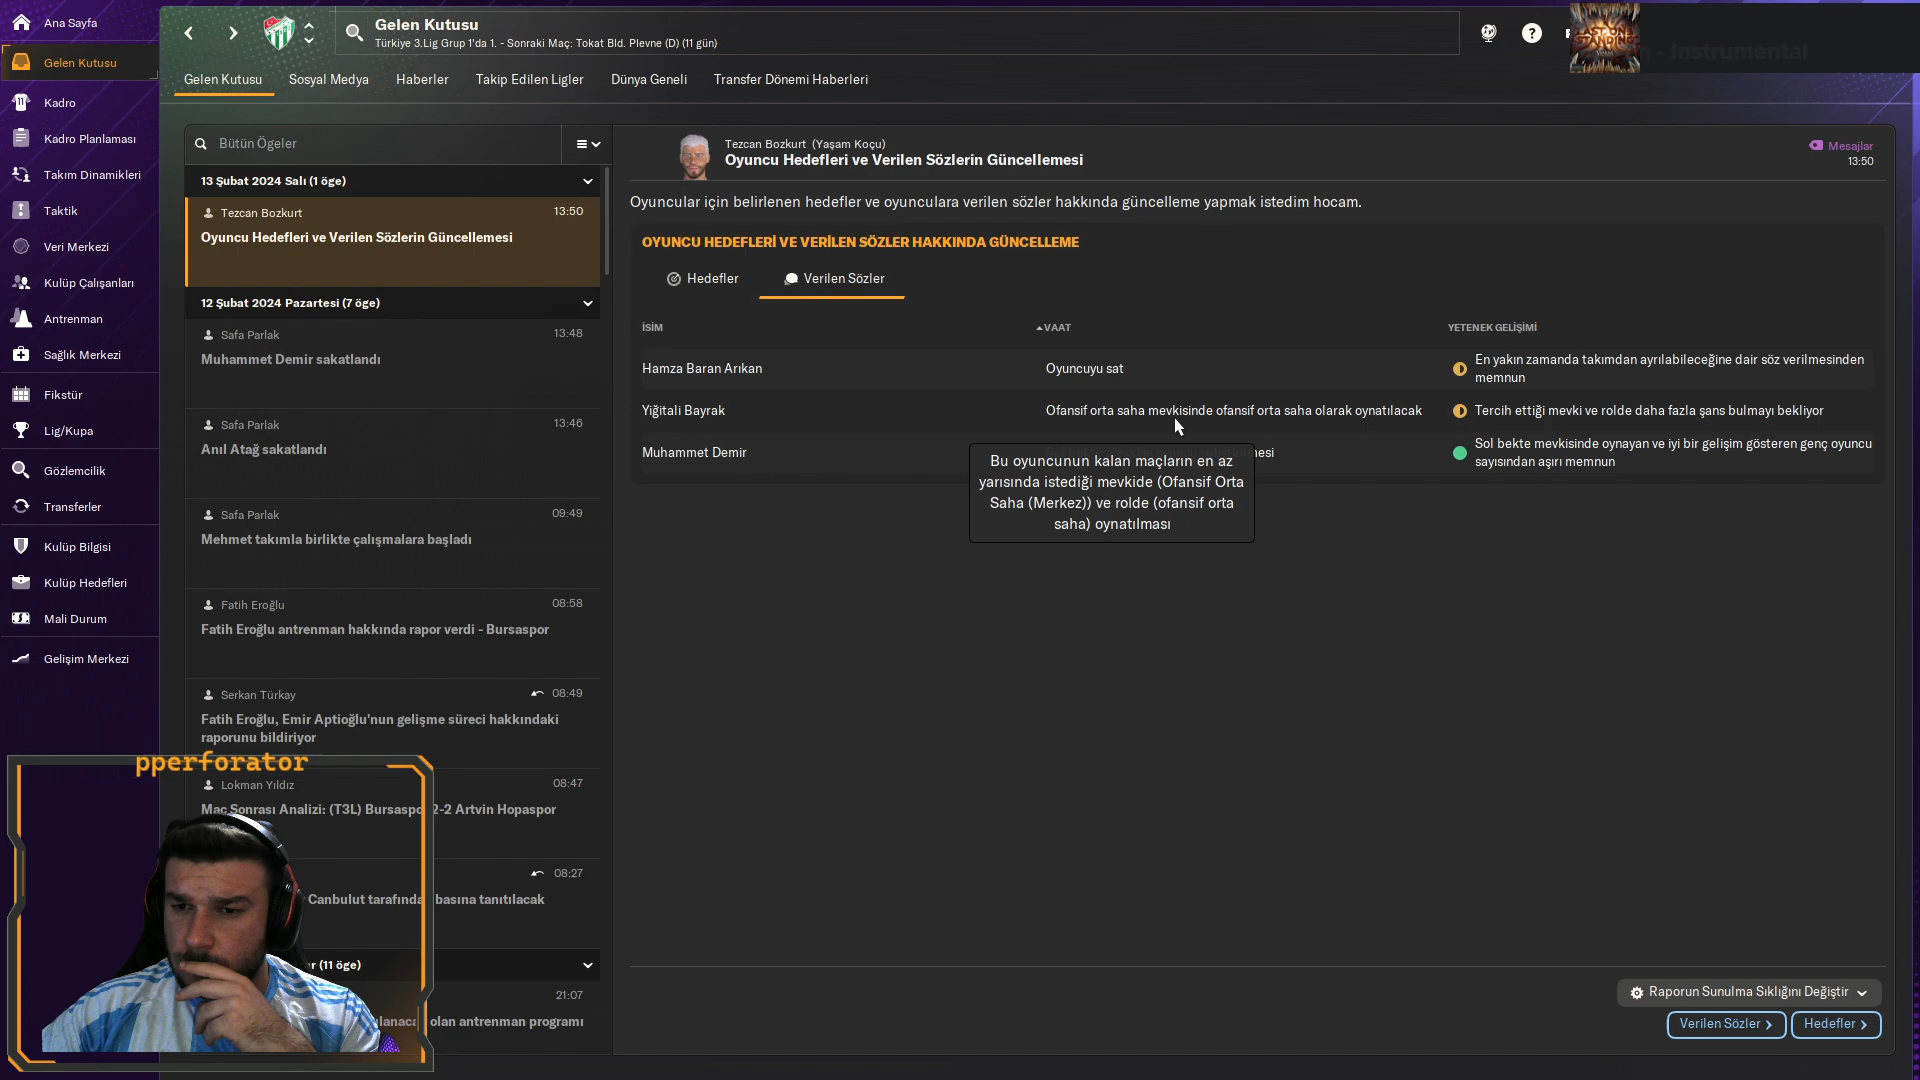 Ana Sayfa
Gelen Kutusu
Kadro
Kadro Planlaması
Takım Dinamikleri
Taktik
Veri Merkezi
Kulüp Çalışanları
Antrenman
Sağlık Merkezi
Fikstür
Lig/Kupa
Gözlemcilik
Transferler
Kulüp Bilgisi
Kulüp Hedefleri
Mali Durum
Gelişim Merkezi
Gelen Kutusu
Türkiye 3.Lig Grup 1'da 1. - Sonraki Maç: Tokat Bld. Plevne (D) (11 gün)
- Instrumental
Gelen Kutusu
Sosyal Medya
Haberler
Takip Edilen Ligler
Dünya Geneli
Transfer Dönemi Haberleri
Bütün Ögeler
13 Şubat 2024 Salı (1 öge)
Tezcan Bozkurt 13:50
Oyuncu Hedefleri ve Verilen Sözlerin Güncellemesi
12 Şubat 2024 Pazartesi (7 öge)
Safa Parlak 13:48
Muhammet Demir sakatlandı
Safa Parlak 13:46
Anıl Atağ sakatlandı
Safa Parlak 09:49
Mehmet takımla birlikte çalışmalara başladı
Fatih Eroğlu 08:58
Fatih Eroğlu antrenman hakkında rapor verdi - Bursaspor
Serkan Türkay 08:49
Fatih Eroğlu, Emir Aptioğlu'nun gelişme süreci hakkındaki
raporunu bildiriyor
pperforator
Lokman Yıldız 08:47
Maç Sonrası Analizi: (T3L) Bursaspo 2-2 Artvin Hopaspor
08:27
Canbulut tarafında basına tanıtılacak
r (11 öge)
21:07
olan antrenman programı
Tezcan Bozkurt (Yaşam Koçu)
Oyuncu Hedefleri ve Verilen Sözlerin Güncellemesi
Mesajlar
13:50
Oyuncular için belirlenen hedefler ve oyunculara verilen sözler hakkında güncelleme yapmak istedim hocam.
OYUNCU HEDEFLERİ VE VERİLEN SÖZLER HAKKINDA GÜNCELLEME
Hedefler
Verilen Sözler
İSİM
VAAT
YETENEK GELİŞİMİ
Hamza Baran Arıkan
Oyuncuyu sat
En yakın zamanda takımdan ayrılabileceğine dair söz verilmesinden
memnun
Yiğitali Bayrak
Ofansif orta saha mevkisinde ofansif orta saha olarak oynatılacak
Tercih ettiği mevki ve rolde daha fazla şans bulmayı bekliyor
Muhammet Demir
Sol bekte mevkisinde oynayan ve iyi bir gelişim gösteren genç oyuncu
sayısından aşırı memnun
Bu oyuncunun kalan maçların en az
yarısında istediği mevkide (Ofansif Orta
Saha (Merkez)) ve rolde (ofansif orta
saha) oynatılması
Raporun Sunulma Sıklığını Değiştir
Verilen Sözler
Hedefler